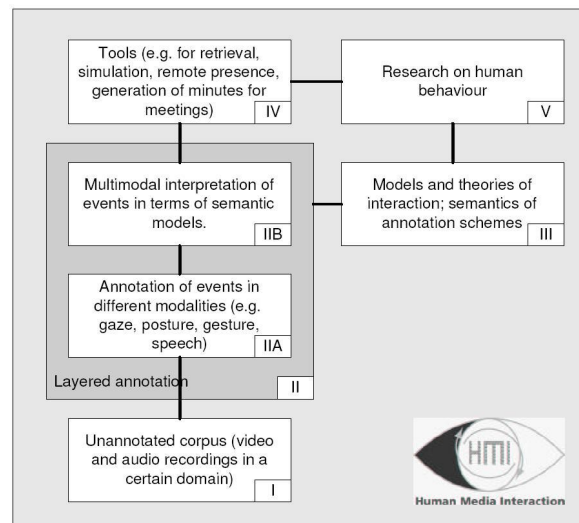 Tools (e.g. for retrieval,
simulation, remote presence,
generation of minutes for
meetings)
IV
Research on human
behaviour
V
Multimodal interpretation of
events in terms of semantic
models.
IIB
Models and theories of
interaction; semantics of
annotation schemes
III
Annotation of events in
different modalities (e.g.
gaze, posture, gesture,
speech)
IIA
Layered annotation
II
Unannotated corpus (video
and audio recordings in a
certain domain)
I
HMI
Human Media Interaction